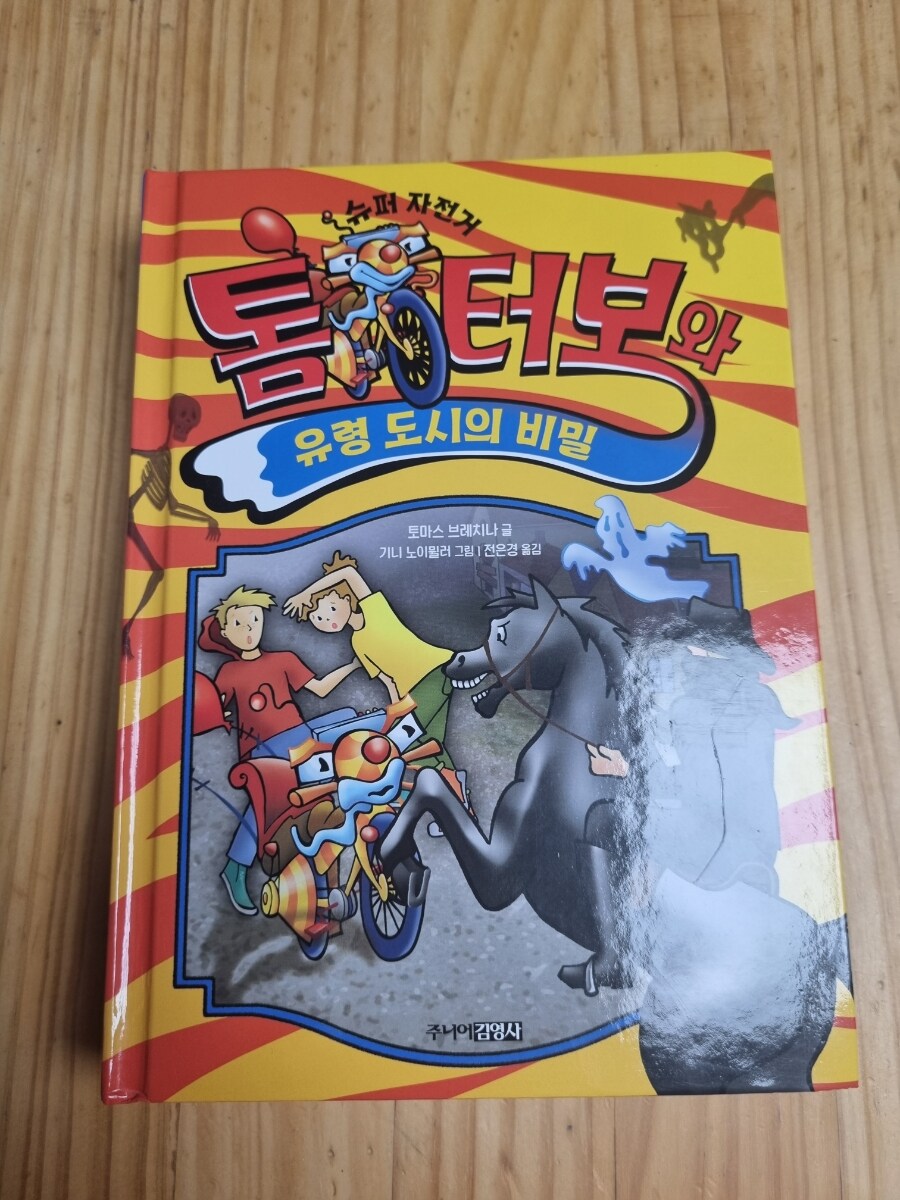 슈퍼 자전거
톰 터보와
유령 도시의 비밀
토마스 브레치나 글
기니 노이뮐러 그림 | 전은경 옮김
주니어김영사